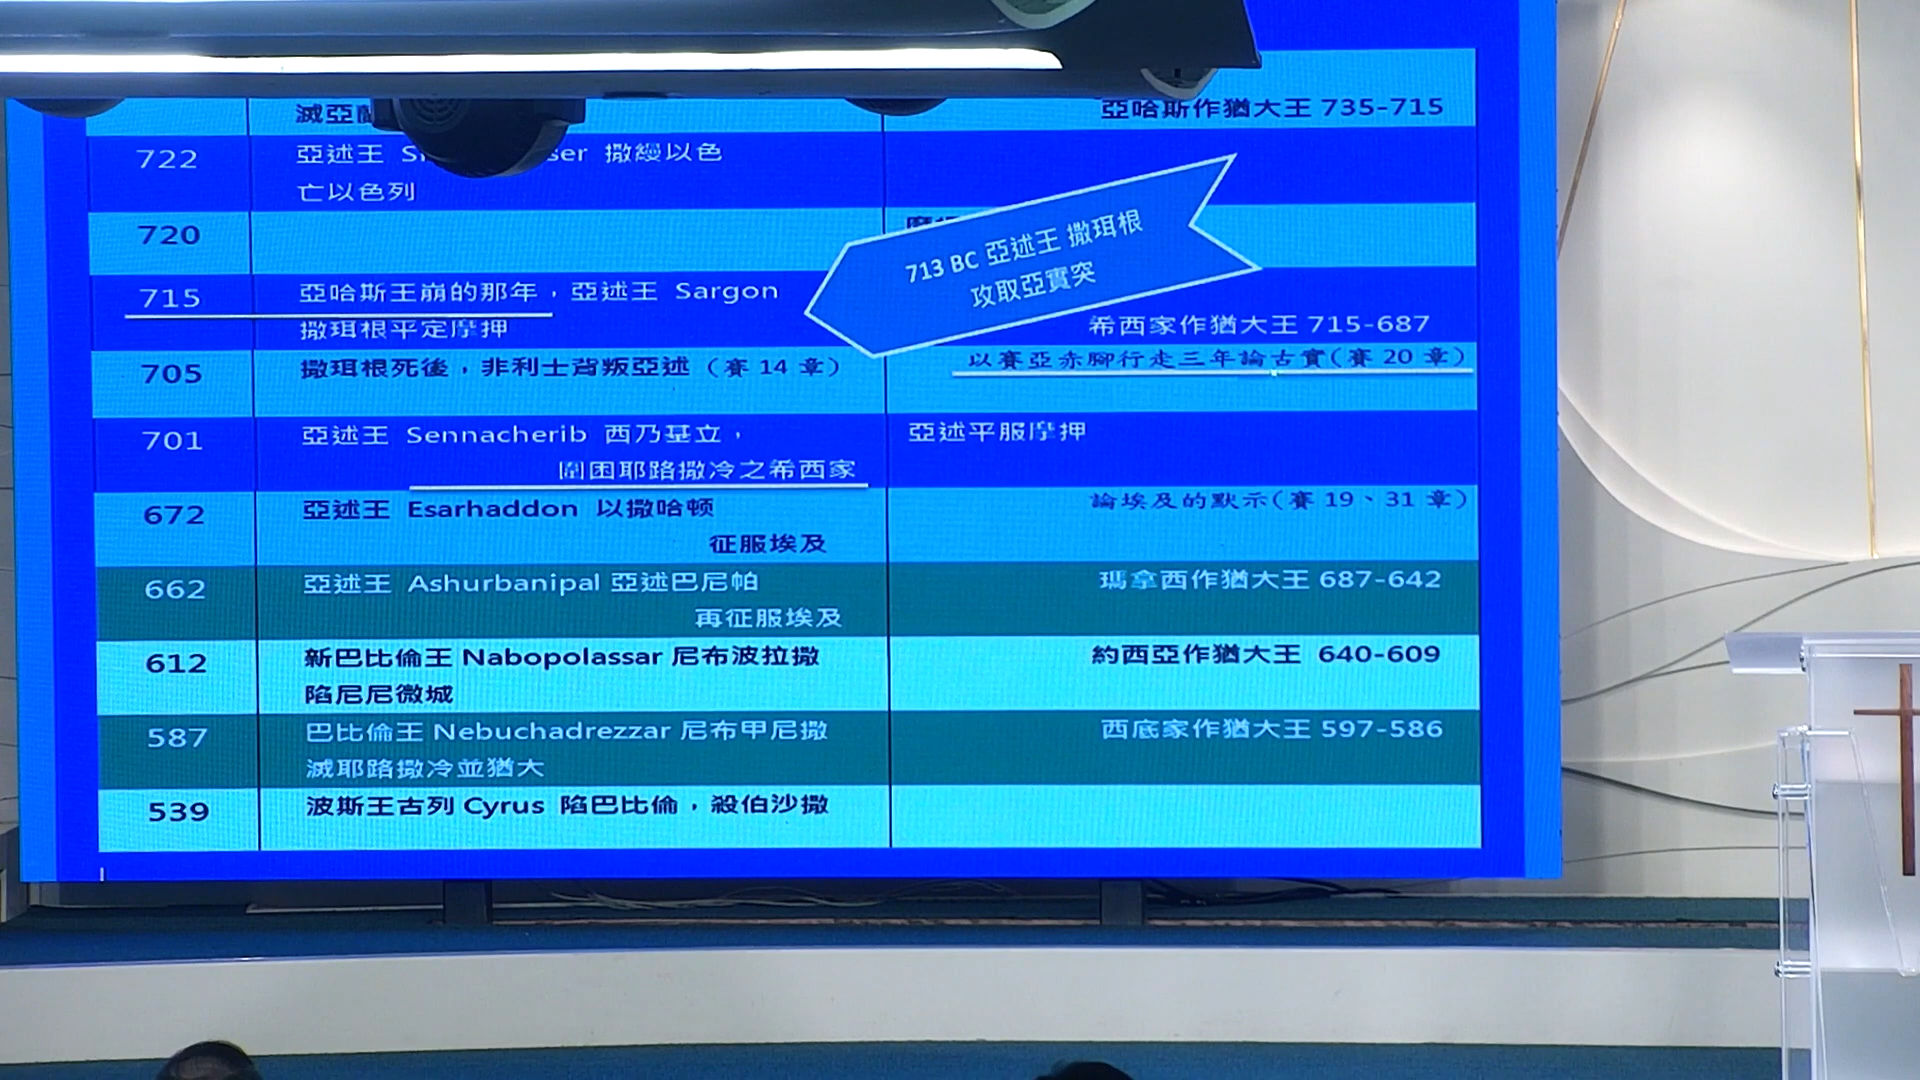 滅亞
亞哈斯作猶大王 735-715
722
亞述王 撒縵以色
亡以色列
720
713 BC 亞述王 撒珥根
攻取亞實突
715
亞哈斯王崩的那年，亞述王 Sargon
撒珥根平定摩押
希西家作猶大王 715-687
705
撒珥根死後，非利士背叛亞述（賽 14 章）
以賽亞赤腳行走三年論古實(賽 20 章)
701
亞述王 Sennacherib 西乃基立，
圍困耶路撒冷之希西家
亞述平服摩押
672
亞述王 Esarhaddon 以撒哈顿
征服埃及
論埃及的默示(賽 19、31 章)
662
亞述王 Ashurbanipal 亞述巴尼帕
再征服埃及
瑪拿西作猶大王 687-642
612
新巴比倫王 Nabopolassar 尼布波拉撒
陷尼尼微城
約西亞作猶大王 640-609
587
巴比倫王 Nebuchadrezzar 尼布甲尼撒
滅耶路撒冷並猶大
西底家作猶大王 597-586
539
波斯王古列 Cyrus 陷巴比倫，殺伯沙撒